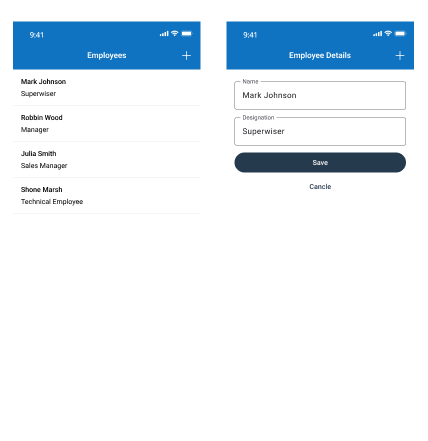 9:41
Employees
Mark Johnson
Superwiser
Robbin Wood
Manager
Julia Smith
Sales Manager
Shone Marsh
Technical Employee
9:41
Employee Details
Name
Mark Johnson
Designation
Superwiser
Save
Cancle